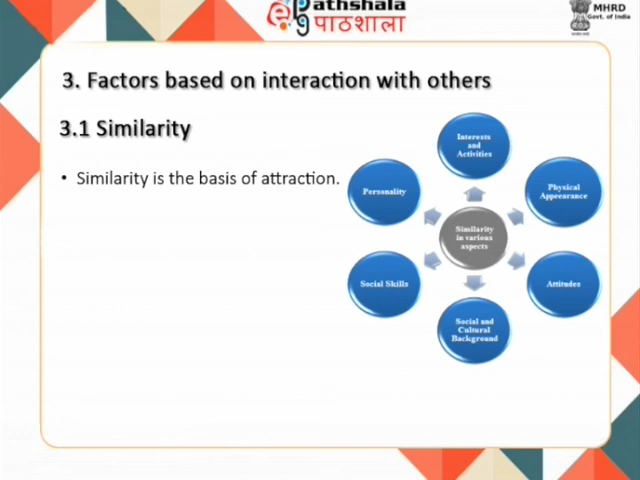 Pathshala
पाठशाला
MHRD
Govt. of India
3. Factors based on interaction with others
3.1 Similarity
• Similarity is the basis of attraction.
Interests
and
Activities
Physical
Appeearance
Attitudes
Social and
Cultural
Background
Social Skills
Personality
Similarity
in various
aspects